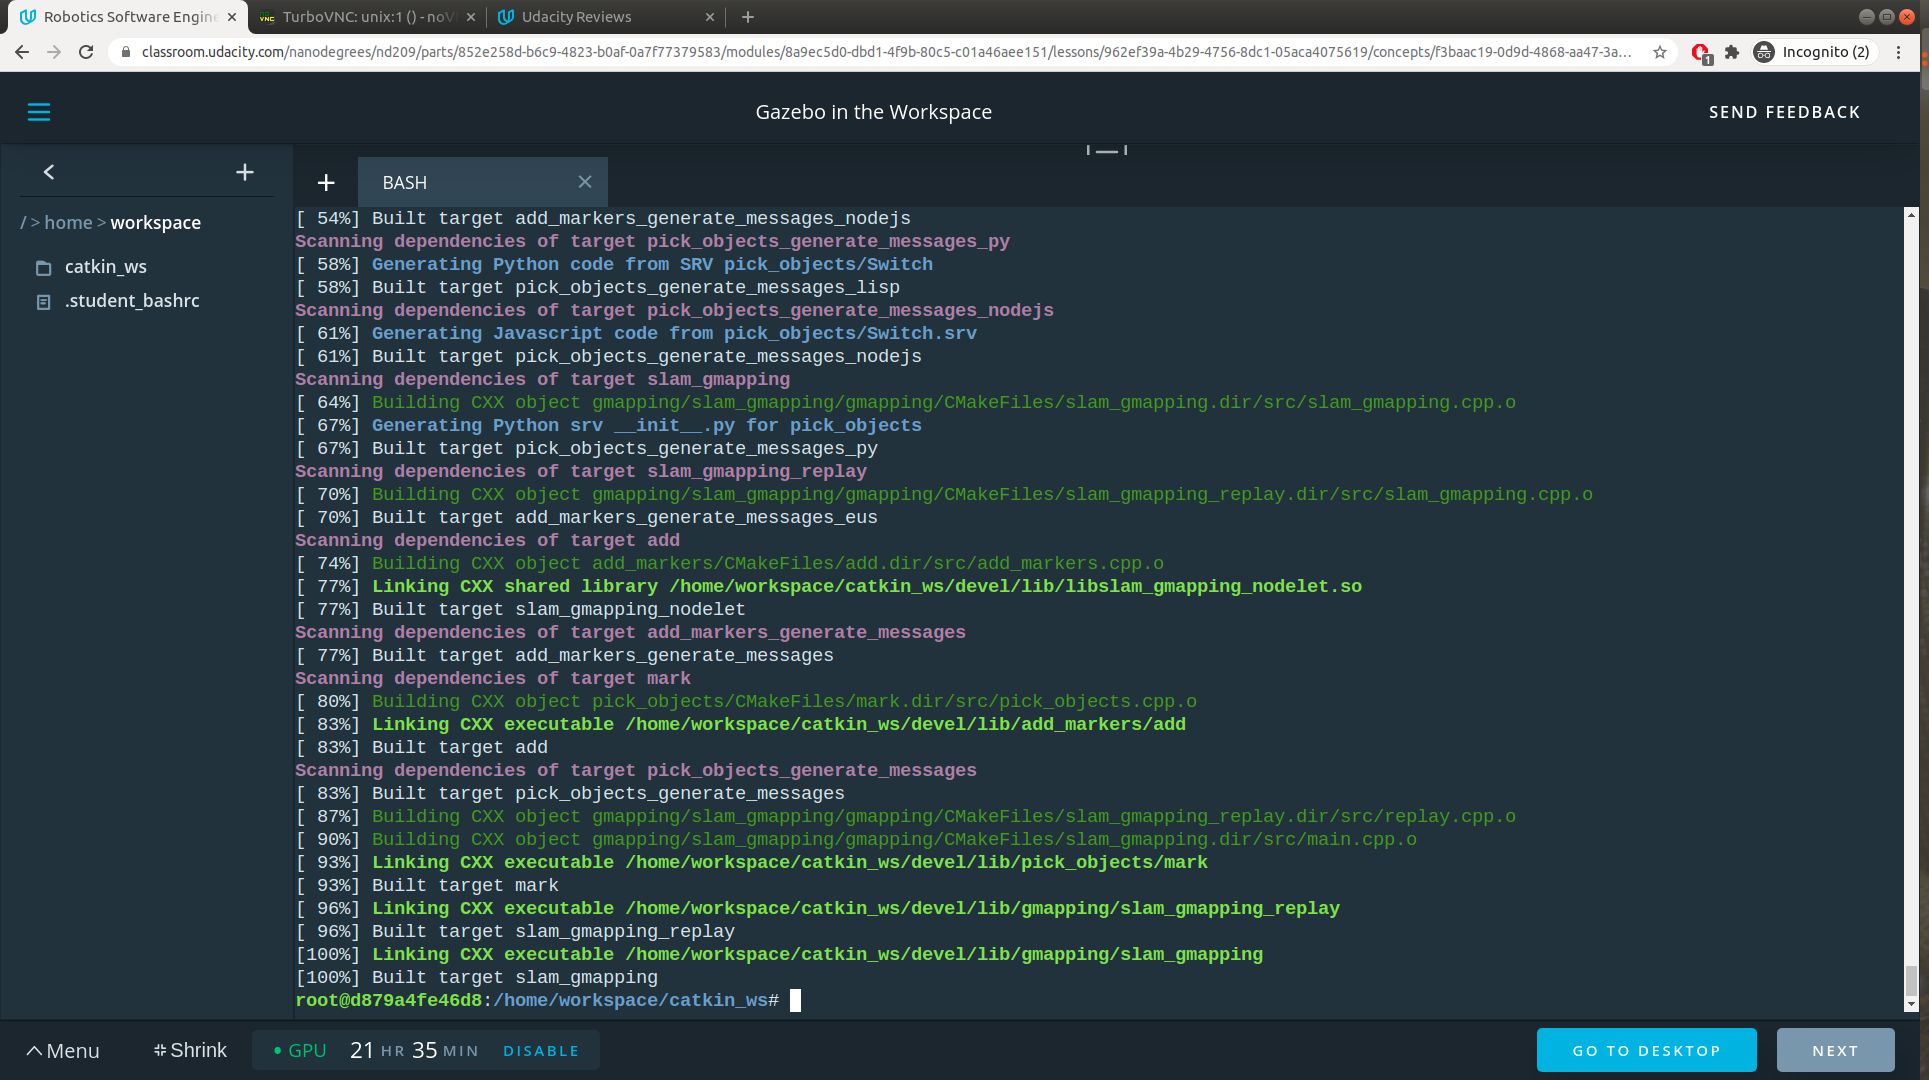 Robotics Software Engine
TurboVNC: unix:1 () - noV
Udacity Reviews
classroom.udacity.com/nanodegrees/nd209/parts/852e258d-b6c9-4823-b0af-0a7f77379583/modules/8a9ec5d0-dbd1-4f9b-80c5-c01a46aee151/lessons/962ef39a-4b29-4756-8dc1-05aca4075619/concepts/f3baac19-0d9d-4868-aa47-3a...
1
Incognito (2)
Gazebo in the Workspace
SEND FEEDBACK
/ > home > workspace
catkin_ws
.student_bashrc
BASH
[ 54%] Built target add_markers_generate_messages_nodejs
Scanning dependencies of target pick_objects_generate_messages_py
[ 58%] Generating Python code from SRV pick_objects/Switch
[ 58%] Built target pick_objects_generate_messages_lisp
Scanning dependencies of target pick_objects_generate_messages_nodejs
[ 61%] Generating Javascript code from pick_objects/Switch.srv
[ 61%] Built target pick_objects_generate_messages_nodejs
Scanning dependencies of target slam_gmapping
[ 64%] Building CXX object gmapping/slam_gmapping/gmapping/CMakeFiles/slam_gmapping.dir/src/slam_gmapping.cpp.o
[ 67%] Generating Python srv __init__.py for pick_objects
[ 67%] Built target pick_objects_generate_messages_py
Scanning dependencies of target slam_gmapping_replay
[ 70%] Building CXX object gmapping/slam_gmapping/gmapping/CMakeFiles/slam_gmapping_replay.dir/src/slam_gmapping.cpp.o
[ 70%] Built target add_markers_generate_messages_eus
Scanning dependencies of target add
[ 74%] Building CXX object add_markers/CMakeFiles/add.dir/src/add_markers.cpp.o
[ 77%] Linking CXX shared library /home/workspace/catkin_ws/devel/lib/libslam_gmapping_nodelet.so
[ 77%] Built target slam_gmapping_nodelet
Scanning dependencies of target add_markers_generate_messages
[ 77%] Built target add_markers_generate_messages
Scanning dependencies of target mark
[ 80%] Building CXX object pick_objects/CMakeFiles/mark.dir/src/pick_objects.cpp.o
[ 83%] Linking CXX executable /home/workspace/catkin_ws/devel/lib/add_markers/add
[ 83%] Built target add
Scanning dependencies of target pick_objects_generate_messages
[ 83%] Built target pick_objects_generate_messages
[ 87%] Building CXX object gmapping/slam_gmapping/gmapping/CMakeFiles/slam_gmapping_replay.dir/src/replay.cpp.o
[ 90%] Building CXX object gmapping/slam_gmapping/gmapping/CMakeFiles/slam_gmapping.dir/src/main.cpp.o
[ 93%] Linking CXX executable /home/workspace/catkin_ws/devel/lib/pick_objects/mark
[ 93%] Built target mark
[ 96%] Linking CXX executable /home/workspace/catkin_ws/devel/lib/gmapping/slam_gmapping_replay
[ 96%] Built target slam_gmapping_replay
[100%] Linking CXX executable /home/workspace/catkin_ws/devel/lib/gmapping/slam_gmapping
[100%] Built target slam_gmapping
root@d879a4fe46d8:/home/workspace/catkin_ws#
Menu
Shrink
GPU 21 HR 35 MIN DISABLE
GO TO DESKTOP
NEXT